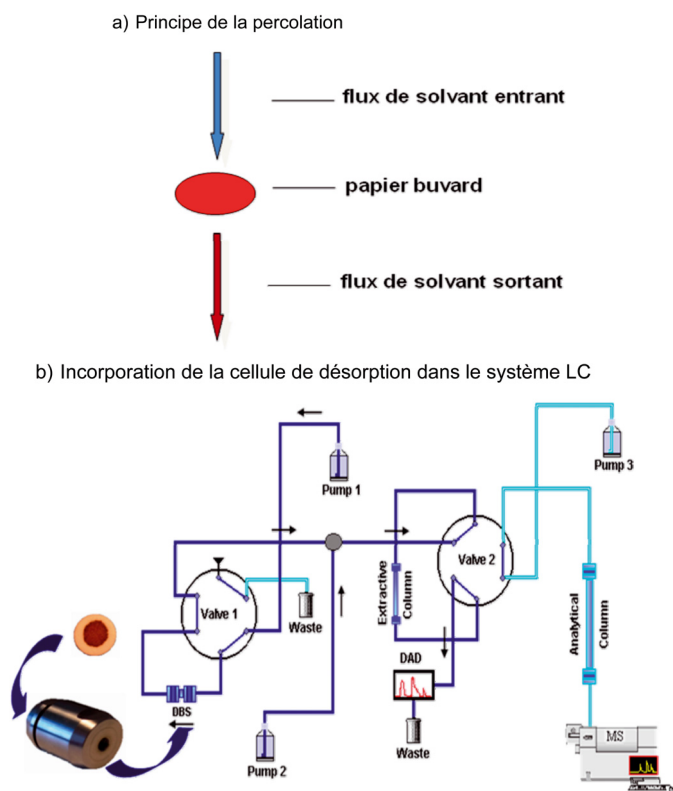 a) Principe de la percolation
flux de solvant entrant
papier buvard
flux de solvant sortant
b) Incorporation de la cellule de désorption dans le système LC
Pump 1
Pump 3
Valve 1
Waste
DBS
Pump 2
Extractive
Column
Valve 2
DAD
Waste
Analytical
Column
MS